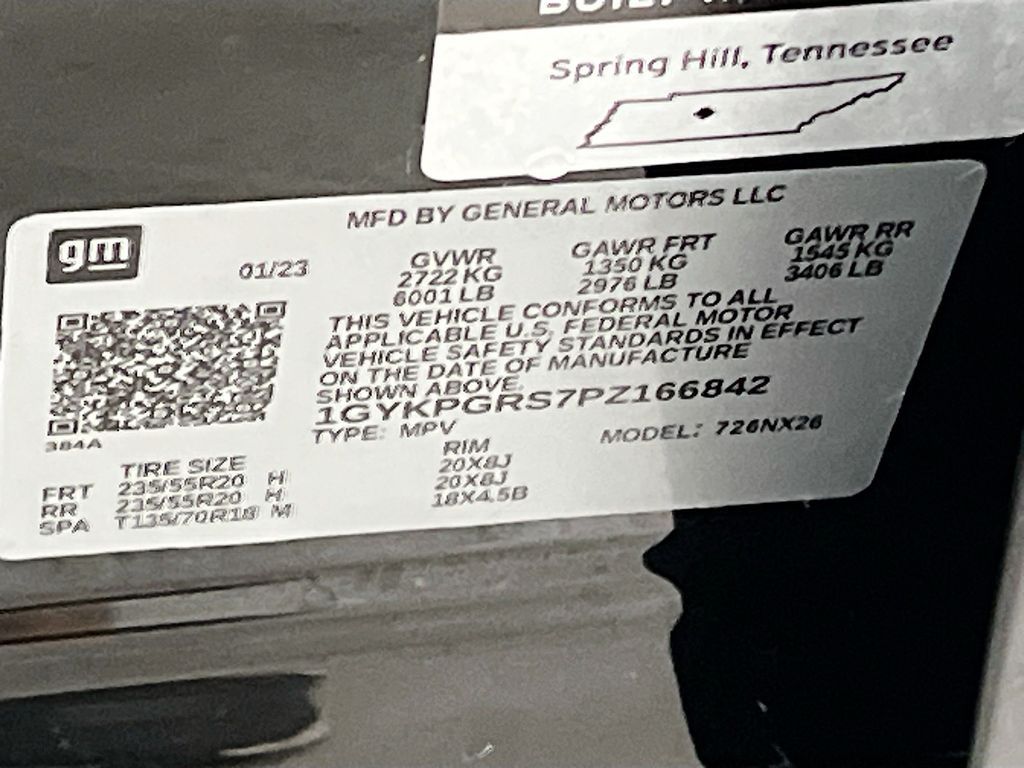 Spring Hill, Tennessee
MFD BY GENERAL MOTORS LLC
gm
01/23
GVWR
2722 KG
6001 LB
GAWR FRT
1350 KG
2976 LB
GAWR RR
1545 KG
3406 LB
THIS VEHICLE CONFORMS TO ALL
APPLICABLE U.S. FEDERAL MOTOR
VEHICLE SAFETY STANDARDS IN EFFECT
ON THE DATE OF MANUFACTURE
SHOWN ABOVE.
1GYKPGRS7PZ166842
TYPE: MPV
MODEL: 726NX26
384A
TIRE SIZE
RIM
FRT 235/55R20 H 20X8J
RR 235/55R20 H 20X8J
SPA T135/70R18 M 18X4.5B